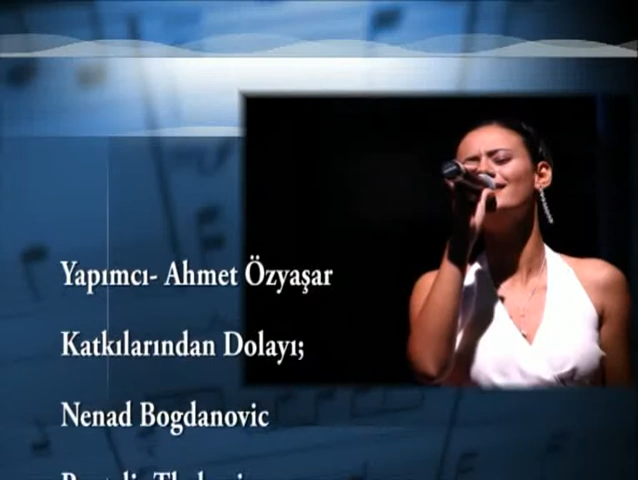 Yapımcı- Ahmet Özyaşar
Katkılarından Dolayı;
Nenad Bogdanovic